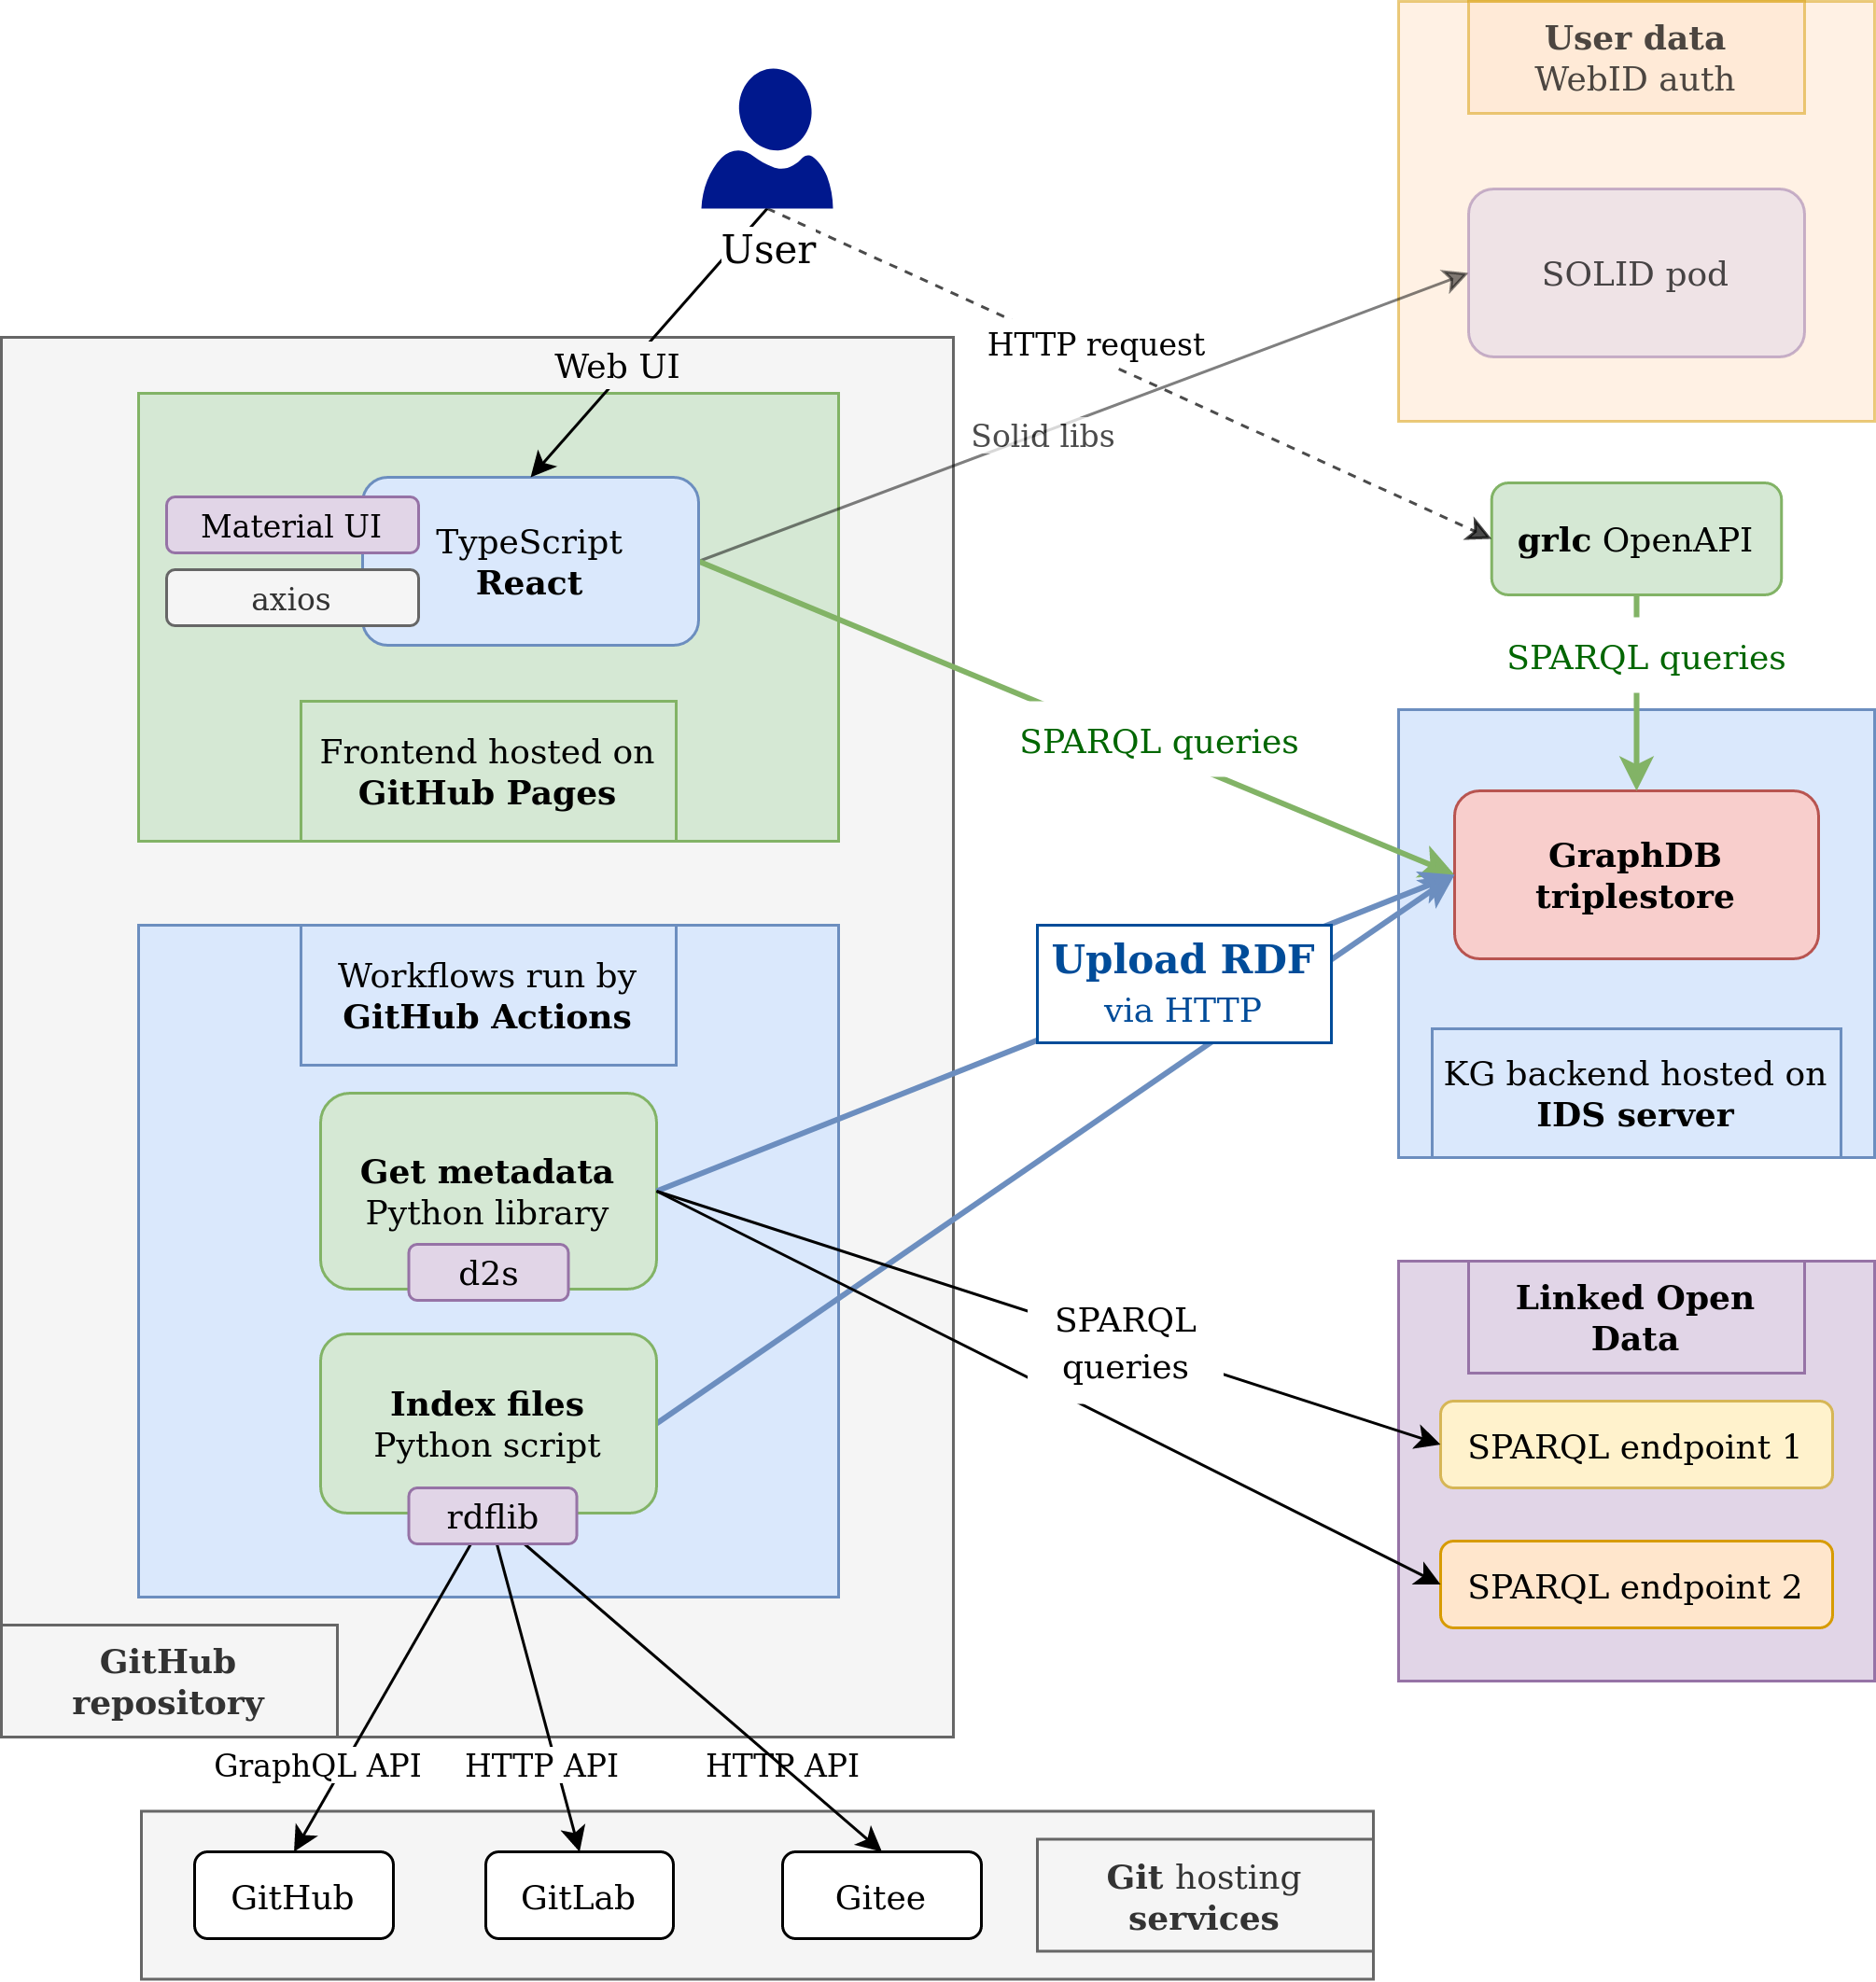 User data
WebID auth
SOLID pod
User
HTTP request
Web UI
Solid libs
Material UI
axios
TypeScript
React
grlc OpenAPI
SPARQL queries
SPARQL queries
Frontend hosted on
GitHub Pages
GraphDB
triplestore
Upload RDF
via HTTP
Workflows run by
GitHub Actions
KG backend hosted on
IDS server
Get metadata
Python library
d2s
SPARQL
queries
Linked Open
Data
SPARQL endpoint 1
SPARQL endpoint 2
Index files
Python script
rdflib
GitHub
repository
GraphQL API
HTTP API
HTTP API
GitHub
GitLab
Gitee
Git hosting
services